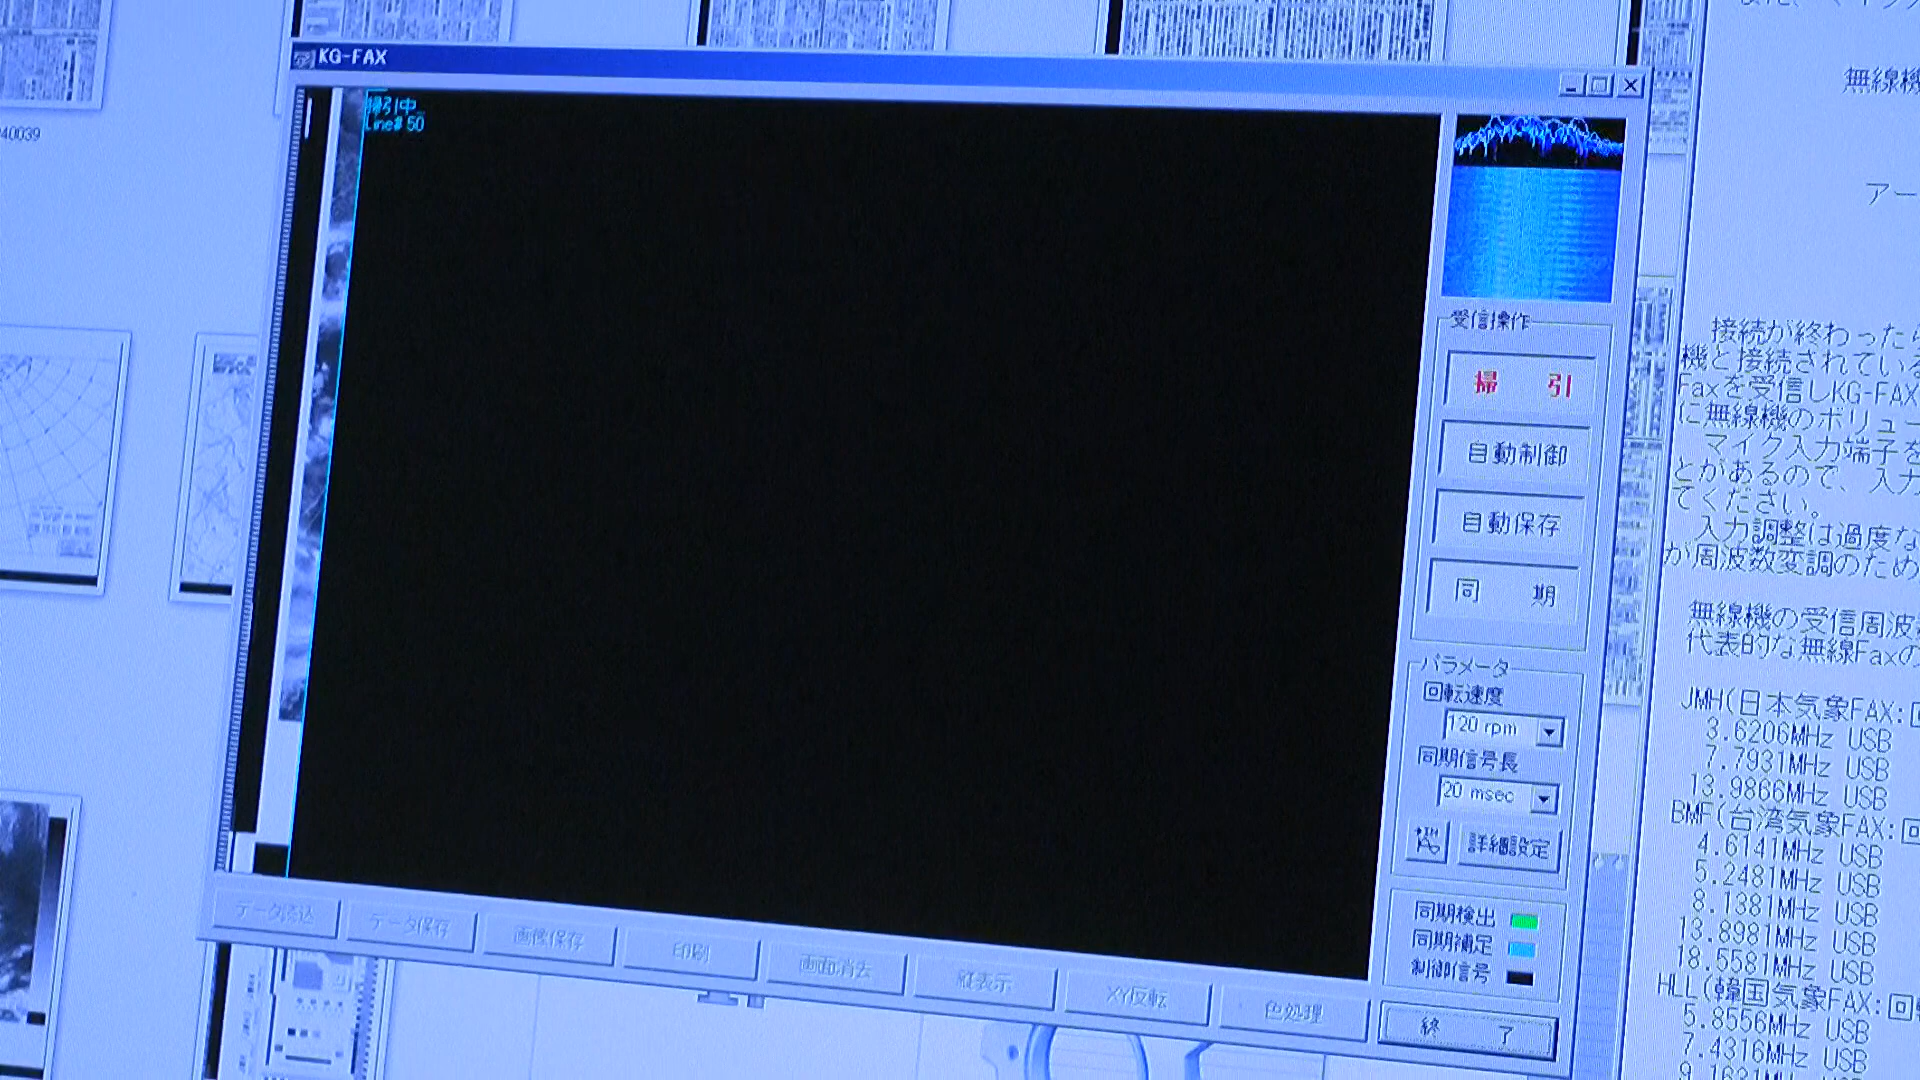 KG-FAX
掃引中
Line# 50
40039
受信操作
掃 引
自動制御
自動保存
同 期
パラメータ
回転速度
120 rpm
同期信号長
20 msec
詳細設定
同期検出
同期補定
制御信号
終 了
データ読込
データ保存
画像保存
印刷
画面消去
縦表示
XY反転
色処理
無線機
アー
接続が終わったら
機と接続されている
Faxを受信しKG-FAX
に無線機のボリュー
マイク入力端子を
とがあるので、入力
てください。
入力調整は過度な
が周波数変調のため
無線機の受信周波
代表的な無線Faxの
JMH(日本気象FAX:回
3.6206MHz USB
7.7931MHz USB
13.9866MHz USB
BMF(台湾気象FAX:回
4.6141MHz USB
5.2481MHz USB
8.1381MHz USB
13.8981MHz USB
18.5581MHz USB
HLL(韓国気象FAX:回
5.8556MHz USB
7.4316MHz USB